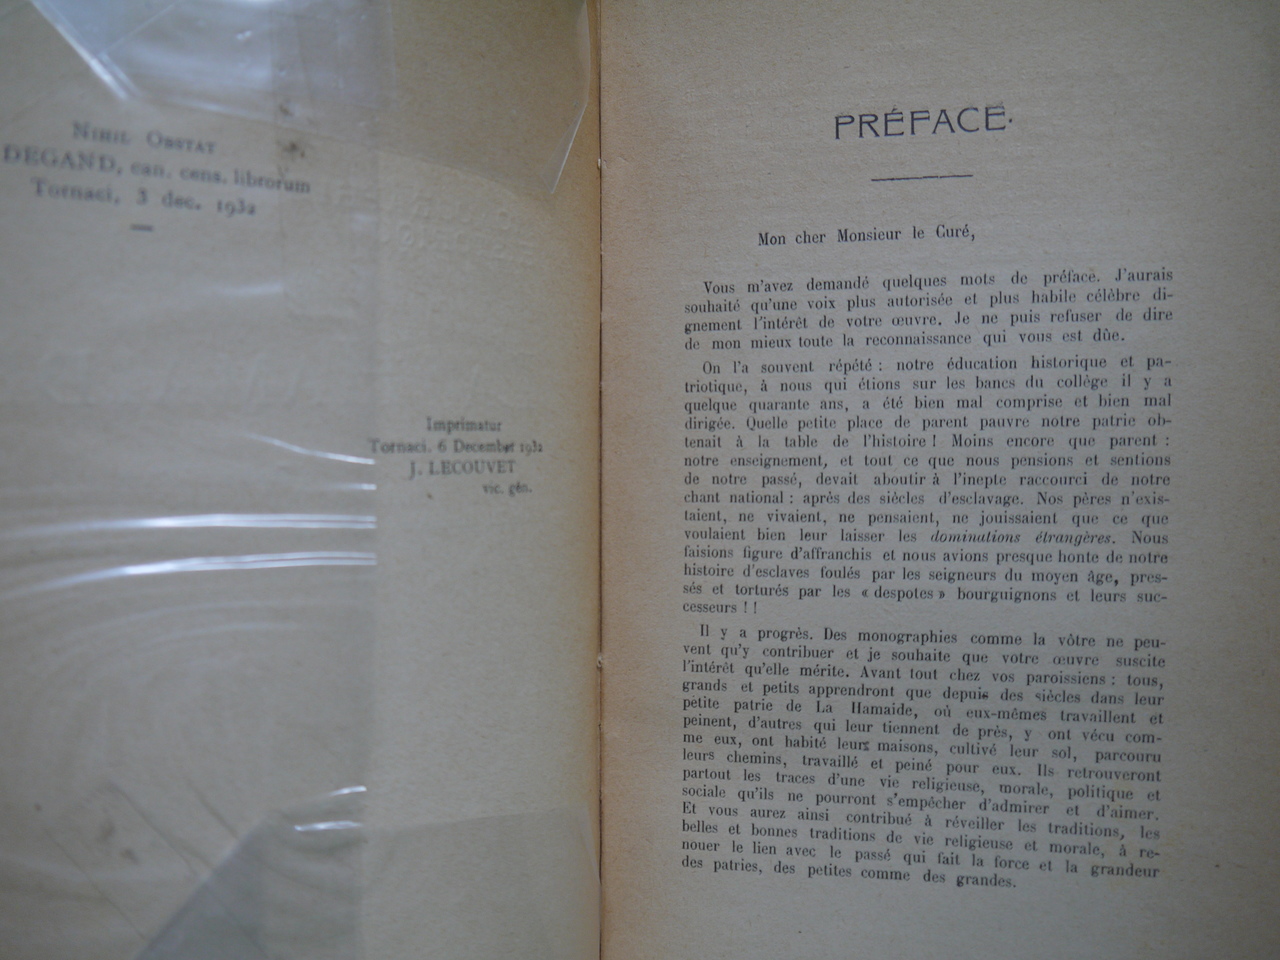 Nihil Obstat
DEGAND, can. cens. librorum
Tornaci, 3 dec. 1932
Imprimatur
Tornaci. 6 December 1932
J. LECOUVET
vic. gén.
PRÉFACE.
Mon cher Monsieur le Curé,
Vous m'avez demandé quelques mots de préface. J'aurais
souhaité qu'une voix plus autorisée et plus habile célèbre di-
gnement l'intérêt de votre œuvre. Je ne puis refuser de dire
de mon mieux toute la reconnaissance qui vous est dûe.
On l'a souvent répété : notre éducation historique et pa-
triotique, à nous qui étions sur les bancs du collège il y a
quelque quarante ans, a été bien mal comprise et bien mal
dirigée. Quelle petite place de parent pauvre notre patrie ob-
tenait à la table de l'histoire ! Moins encore que parent :
notre enseignement, et tout ce que nous pensions et sentions
de notre passé, devait aboutir à l'inepte raccourci de notre
chant national : après des siècles d'esclavage. Nos pères n'exis-
taient, ne vivaient, ne pensaient, ne jouissaient que ce que
voulaient bien leur laisser les dominations étrangères. Nous
faisions figure d'affranchis et nous avions presque honte de notre
histoire d'esclaves foulés par les seigneurs du moyen âge, pres-
sés et torturés par les « despotes » bourguignons et leurs suc-
cesseurs ! !
Il y a progrès. Des monographies comme la vôtre ne peu-
vent qu'y contribuer et je souhaite que votre œuvre suscite
l'intérêt qu'elle mérite. Avant tout chez vos paroissiens : tous,
grands et petits apprendront que depuis des siècles dans leur
petite patrie de La Hamaide, où eux-mêmes travaillent et
peinent, d'autres qui leur tiennent de près, y ont vécu com-
me eux, ont habité leurs maisons, cultivé leur sol, parcouru
leurs chemins, travaillé et peiné pour eux. Ils retrouveront
partout les traces d'une vie religieuse, morale, politique et
sociale qu'ils ne pourront s'empêcher d'admirer et d'aimer.
Et vous aurez ainsi contribué à réveiller les traditions, les
belles et bonnes traditions de vie religieuse et morale, à re-
nouer le lien avec le passé qui fait la force et la grandeur
des patries, des petites comme des grandes.